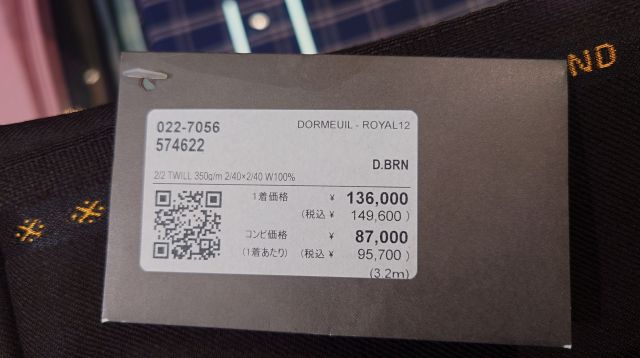 ND
022-7056
DORMEUIL - ROYAL12
574622
D.BRN
2/2 TWILL 350g/m 2/40×2/40 W100%
1着価格 ¥ 136,000
(税込 ¥ 149,600 )
コンビ価格 ¥ 87,000
(1着あたり) (税込 ¥ 95,700 )
(3.2m)